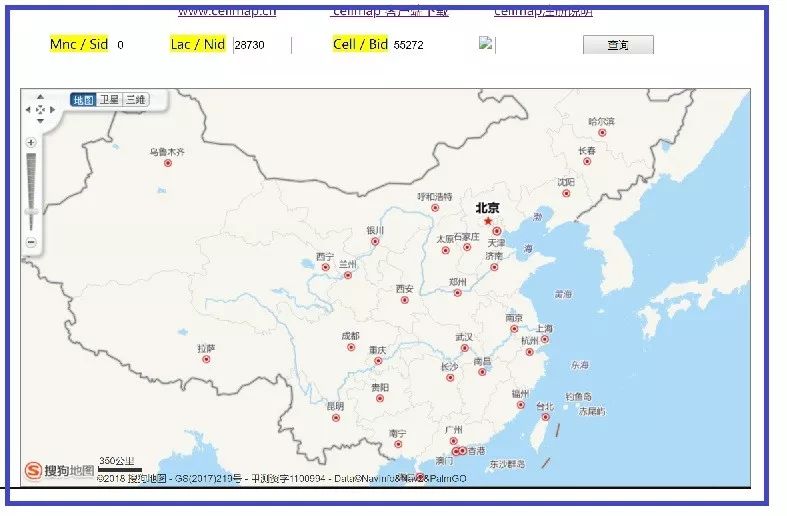 www.cellmap.cn cellmap 客户端下载 cellmap注册说明
Mnc / Sid 0 Lac / Nid 28730 Cell / Bid 55272 查询
地图 卫星 三维
哈尔滨
乌鲁木齐
长春
沈阳
呼和浩特
北京
渤
银川
太原
石家庄
天津
海
西宁
兰州
济南
西安
郑州
黄海
南京
上海
成都
武汉
杭州
拉萨
重庆
长沙
南昌
东海
贵阳
福州
钓鱼岛
昆明
台北
赤尾屿
广州
南宁
香港
澳门
东沙群岛
350公里
搜狗地图
©2018 搜狗地图 - GS(2017)219号 - 甲测资字1100994 - Data©NavInfo&